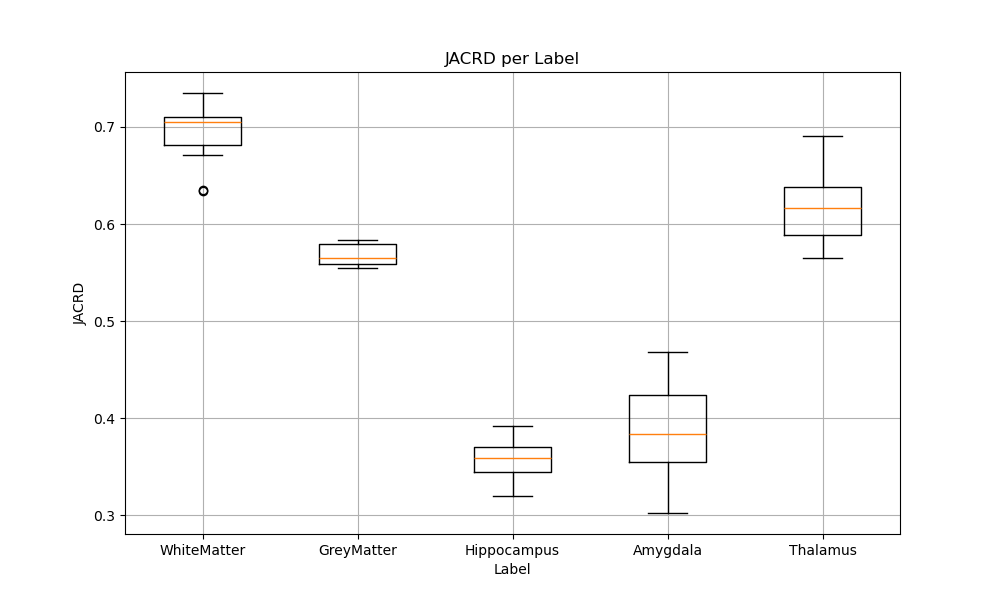 JACRD per Label
JACRD
0.7
0.6
0.5
0.4
0.3
WhiteMatter GreyMatter Hippocampus Amygdala Thalamus
Label